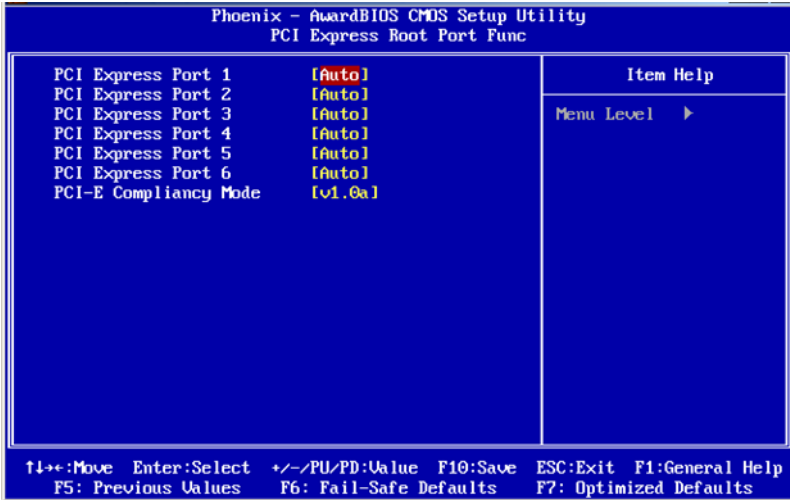 Phoenix - AwardBIOS CMOS Setup Utility
PCI Express Root Port Func
PCI Express Port 1 [Auto]
PCI Express Port 2 [Auto]
PCI Express Port 3 [Auto]
PCI Express Port 4 [Auto]
PCI Express Port 5 [Auto]
PCI Express Port 6 [Auto]
PCI-E Compliancy Mode [v1.0a]
Item Help
Menu Level ▶
↑↓→←:Move Enter:Select +/-/PU/PD:Value F10:Save ESC:Exit F1:General Help
F5: Previous Values F6: Fail-Safe Defaults F7: Optimized Defaults